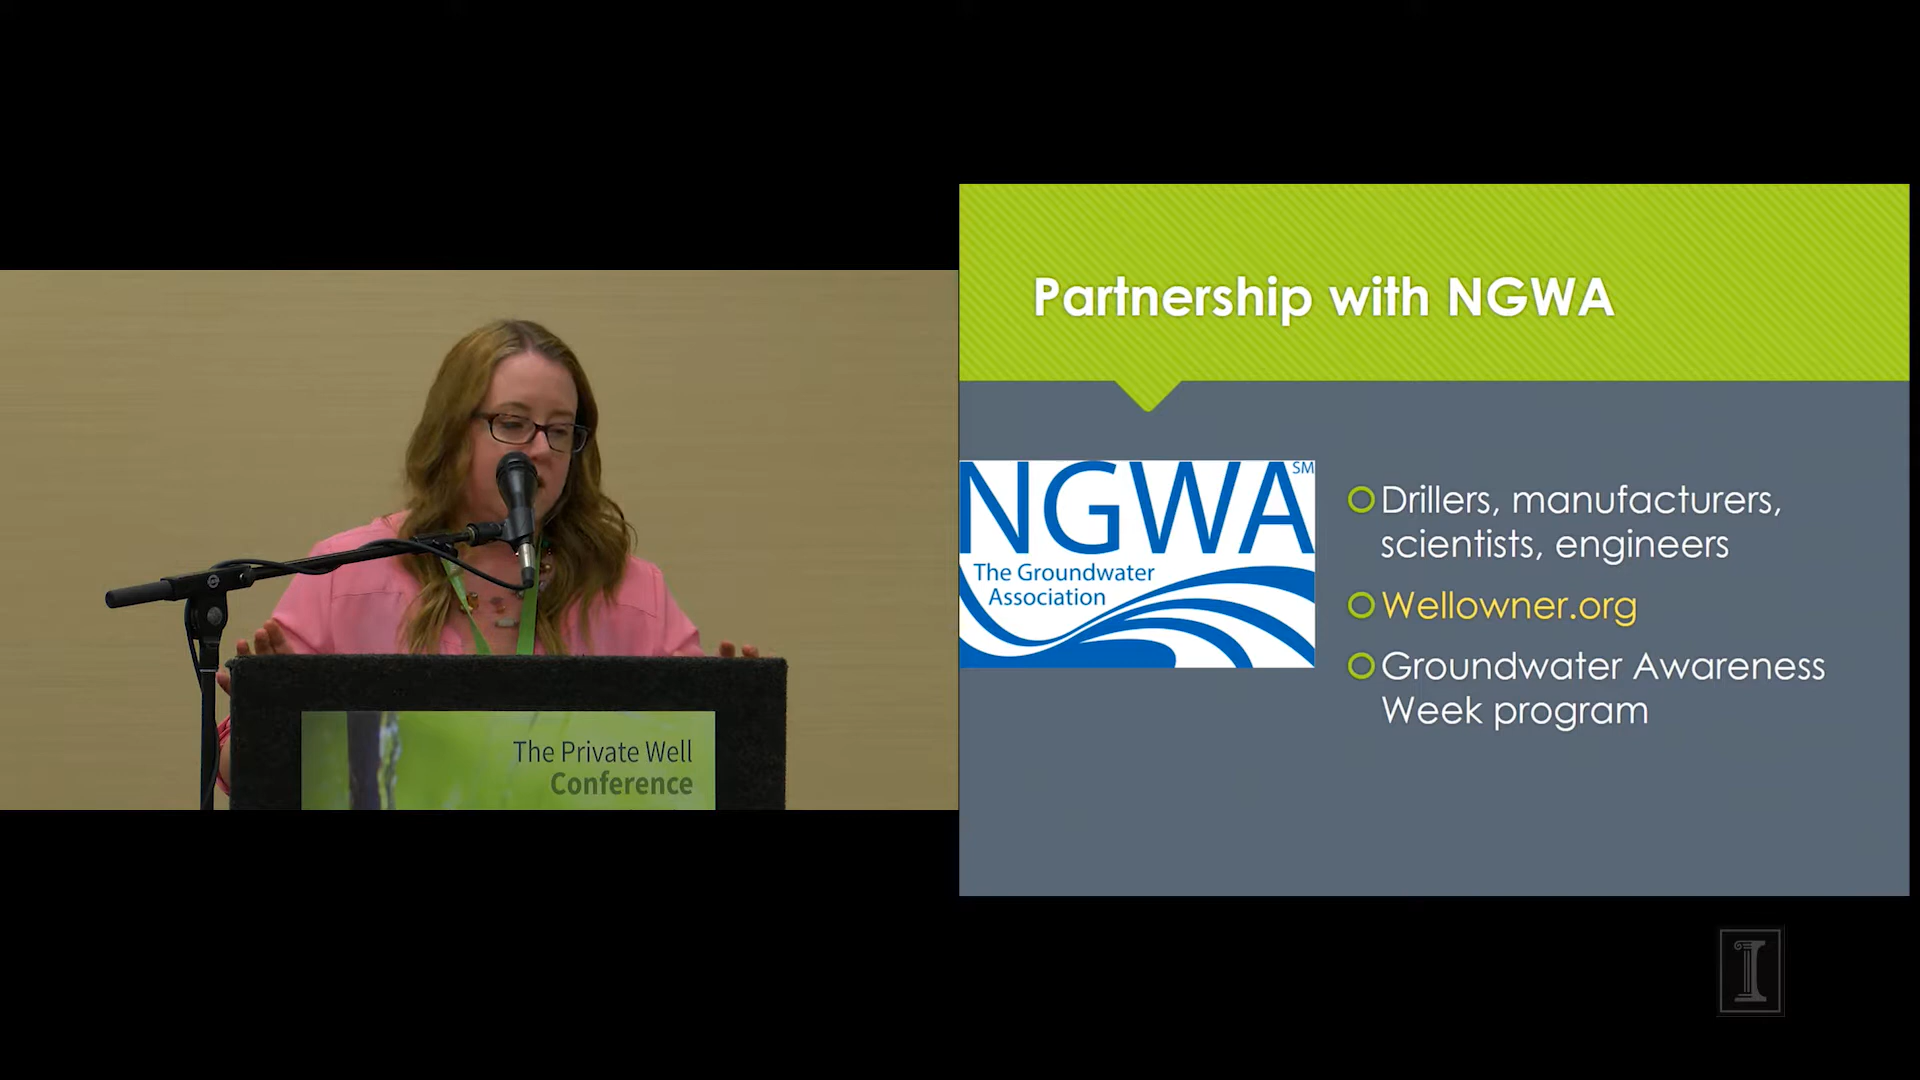 Partnership with NGWA
NGWA SM
The Groundwater
Association
Drillers, manufacturers,
scientists, engineers
Wellowner.org
Groundwater Awareness
Week program
The Private Well
Conference